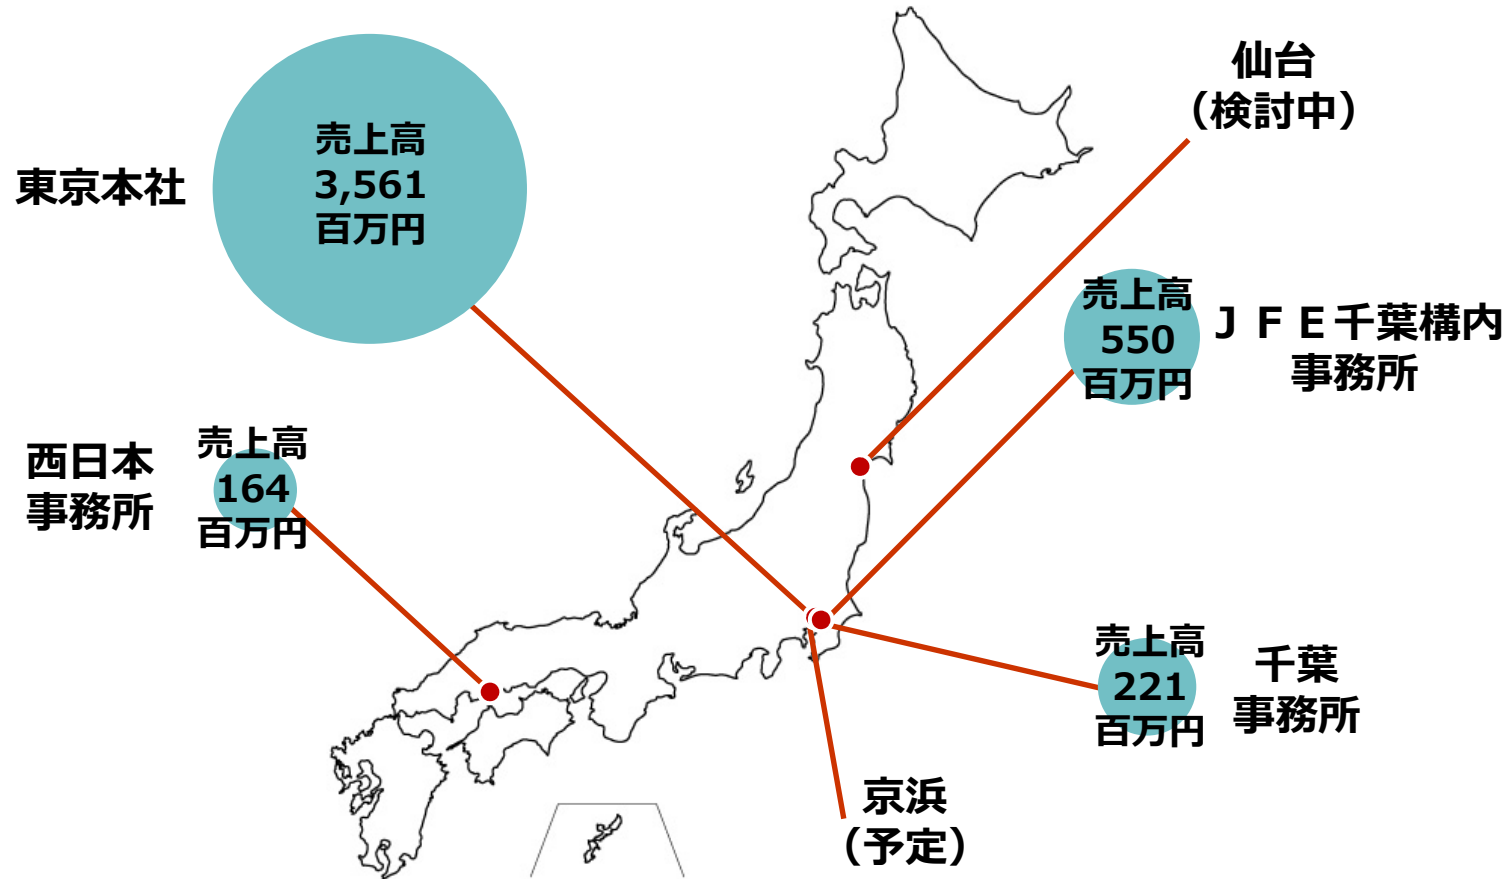 東京本社
売上高
3,561
百万円
仙台
（検討中）
売上高
550
百万円
ＪＦＥ千葉構内
事務所
西日本
事務所
売上高
164
百万円
売上高
221
百万円
千葉
事務所
京浜
（予定）